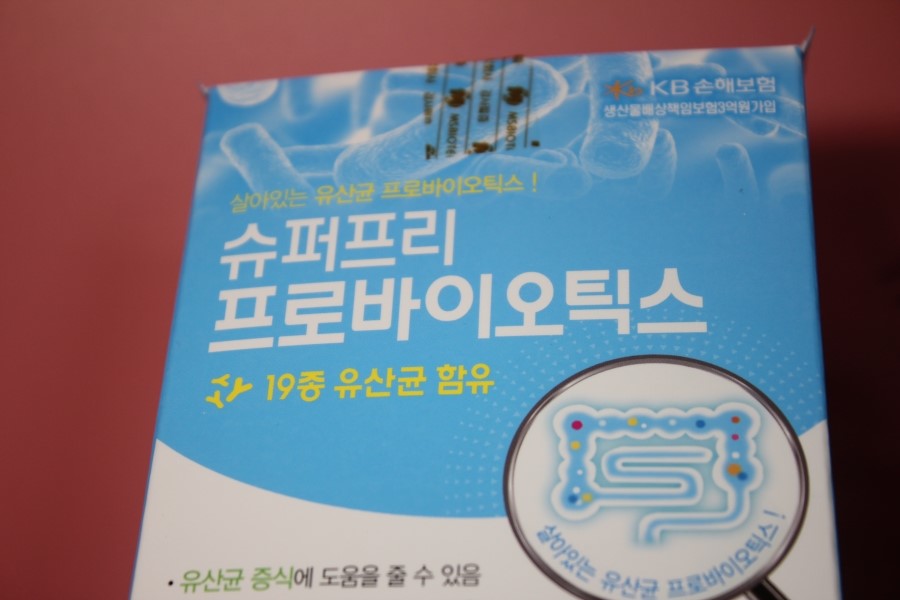 KB손해보험
생산물배상책임보험3억원가입
살아있는 유산균 프로바이오틱스 !
슈퍼프리
프로바이오틱스
19종 유산균 함유
살아있는 유산균 프로바이오틱스 !
• 유산균 증식에 도움을 줄 수 있음